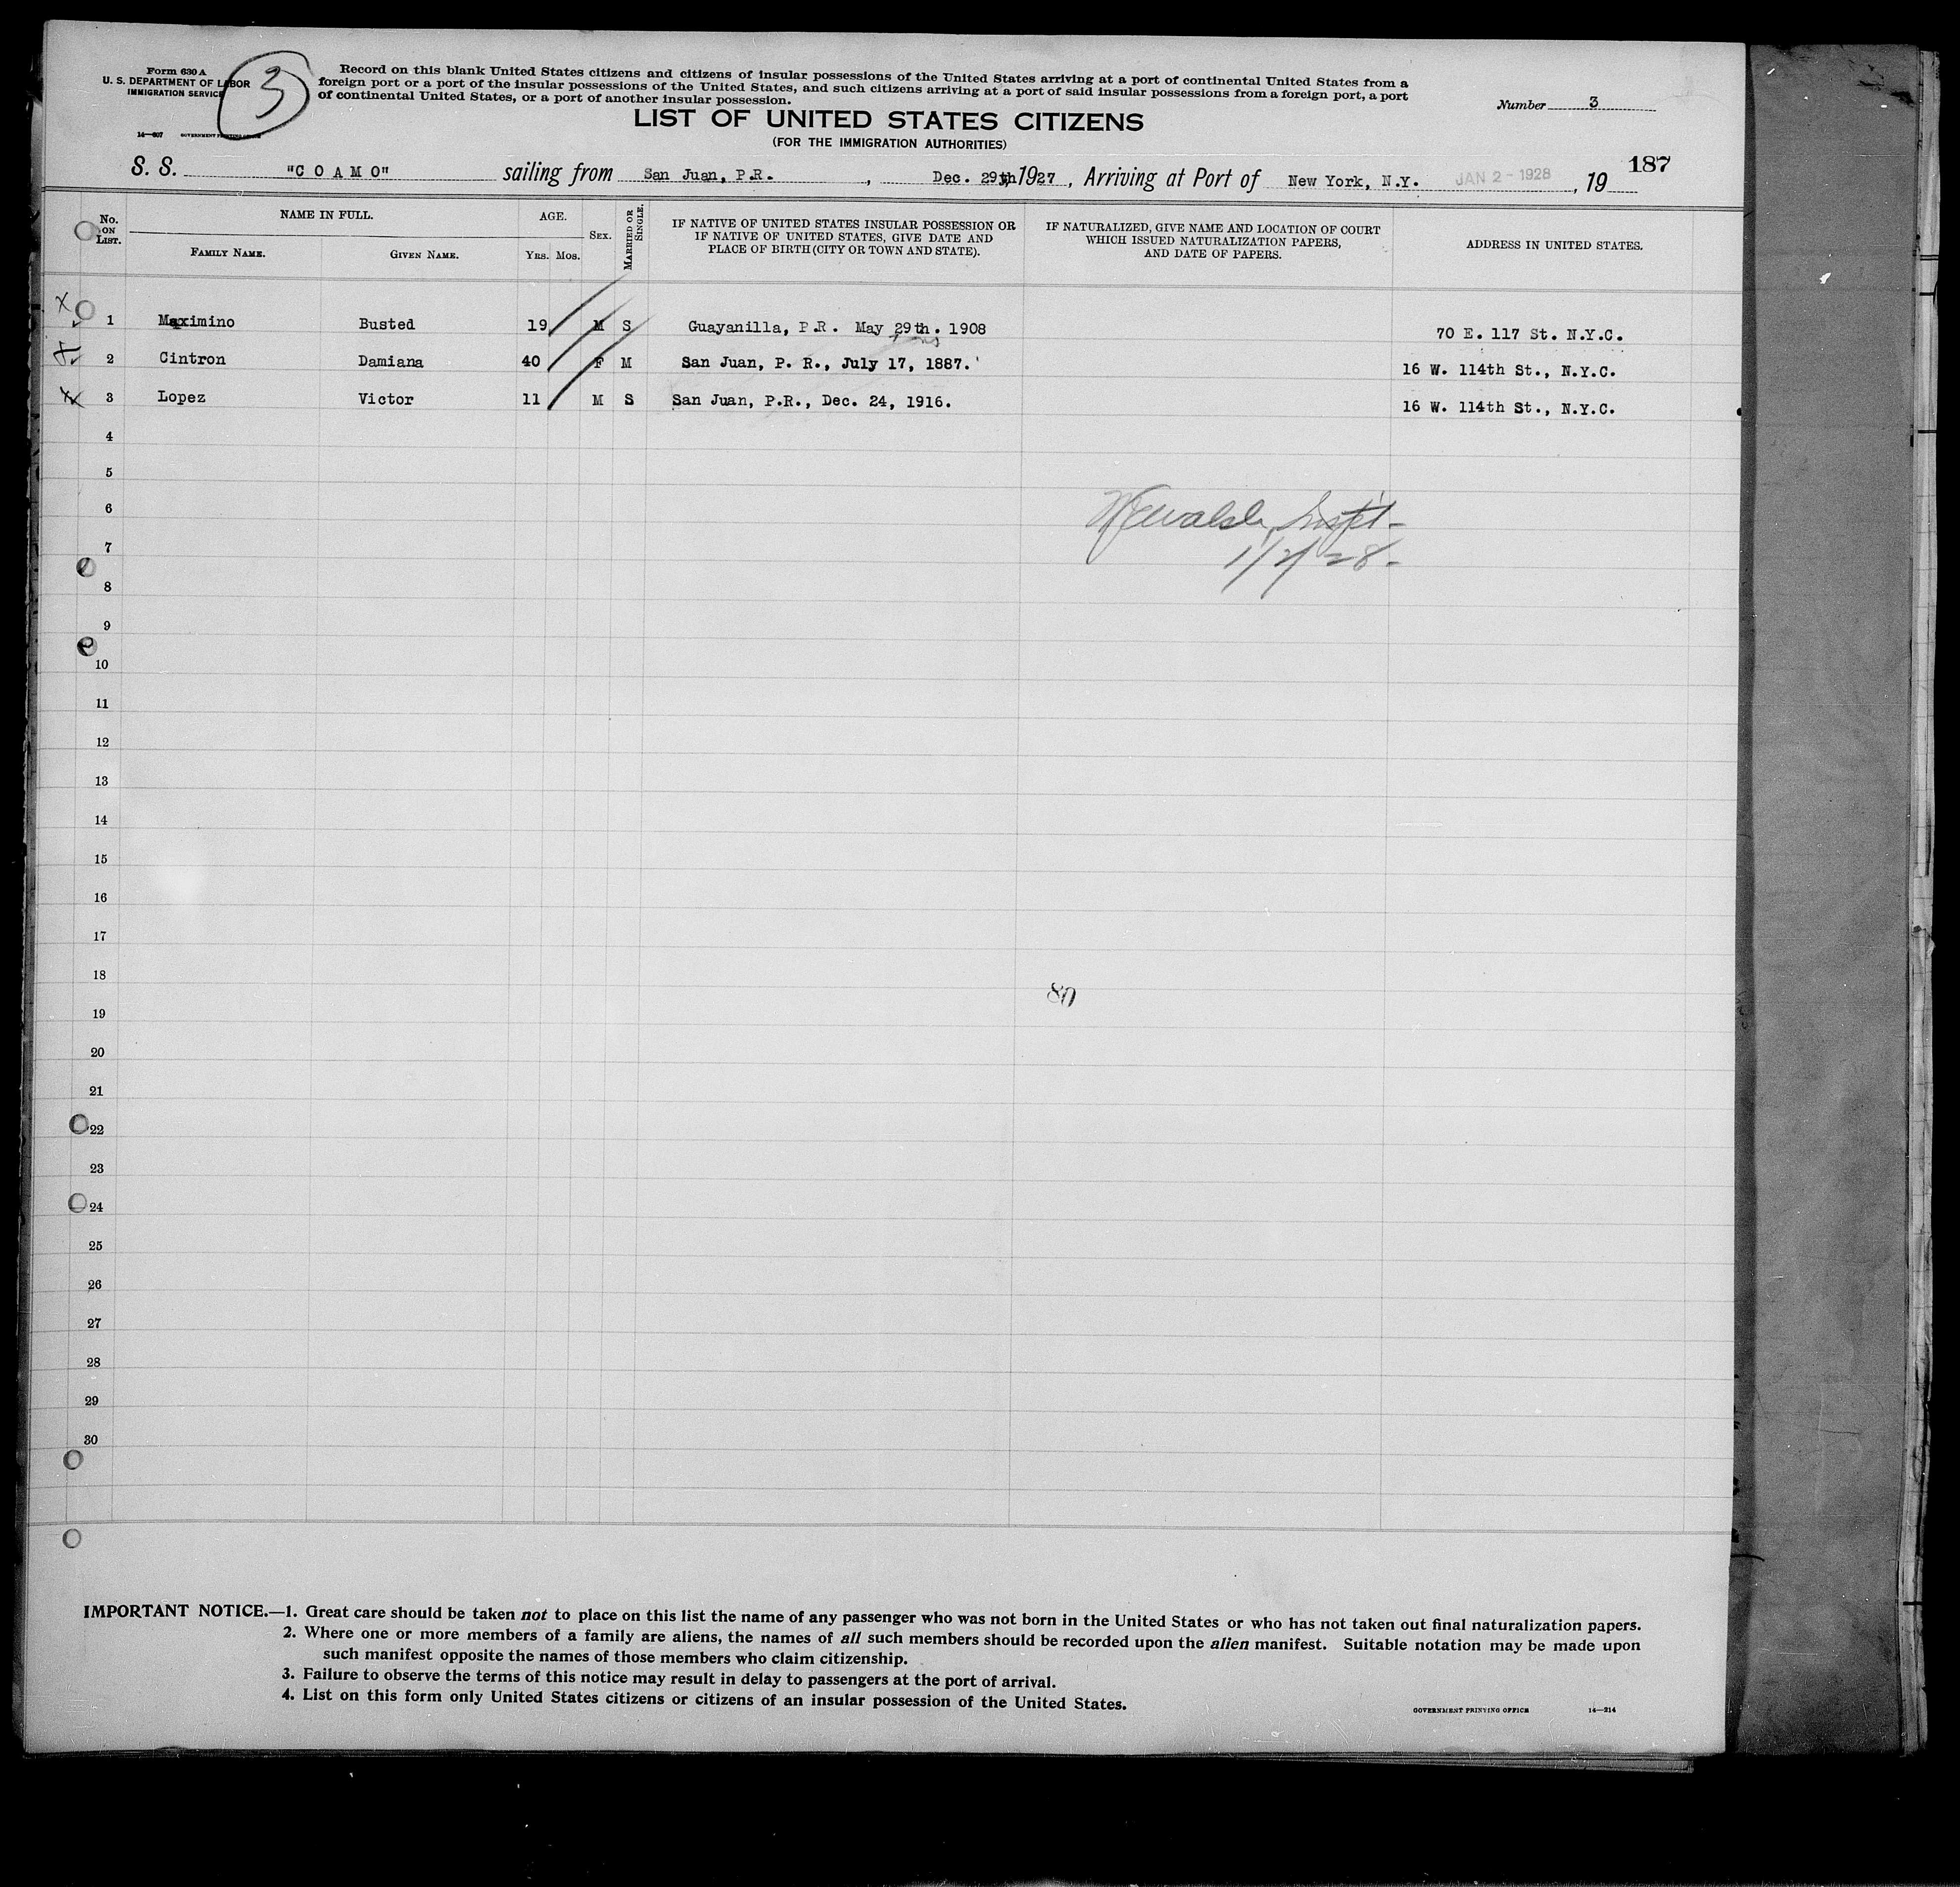 Form 630 A
U. S. DEPARTMENT OF LABOR
IMMIGRATION SERVICE
3
14—607 GOVERNMENT PRINTING OFFICE
Record on this blank United States citizens and citizens of insular possessions of the United States arriving at a port of continental United States from a
foreign port or a port of the insular possessions of the United States, and such citizens arriving at a port of said insular possessions from a foreign port, a port
of continental United States, or a port of another insular possession.
Number 3
LIST OF UNITED STATES CITIZENS
(FOR THE IMMIGRATION AUTHORITIES)
187
S. S. "C O A M O" sailing from San Juan, P.R. , Dec. 29th 1927 , Arriving at Port of New York, N.Y. JAN 2 - 1928 , 19
No. ON LIST. NAME IN FULL. AGE. SEX. MARRIED OR SINGLE. IF NATIVE OF UNITED STATES INSULAR POSSESSION OR IF NATIVE OF UNITED STATES, GIVE DATE AND PLACE OF BIRTH (CITY OR TOWN AND STATE). IF NATURALIZED, GIVE NAME AND LOCATION OF COURT WHICH ISSUED NATURALIZATION PAPERS, AND DATE OF PAPERS. ADDRESS IN UNITED STATES.
FAMILY NAME. GIVEN NAME. YRS. MOS.
1 Maximino Busted 19 M S Guayanilla, P.R. May 29th. 1908 70 E. 117 St. N.Y.C.
2 Cintron Damiana 40 F M San Juan, P. R., July 17, 1887. 16 W. 114th St., N.Y.C.
x 3 Lopez Victor 11 M S San Juan, P.R., Dec. 24, 1916. 16 W. 114th St., N.Y.C.
4
5
6
7
1/2/28-
8
9
10
11
12
13
14
15
16
17
18
80
19
20
21
22
23
24
25
26
27
28
29
30
IMPORTANT NOTICE.—1. Great care should be taken not to place on this list the name of any passenger who was not born in the United States or who has not taken out final naturalization papers.
2. Where one or more members of a family are aliens, the names of all such members should be recorded upon the alien manifest. Suitable notation may be made upon
such manifest opposite the names of those members who claim citizenship.
3. Failure to observe the terms of this notice may result in delay to passengers at the port of arrival.
4. List on this form only United States citizens or citizens of an insular possession of the United States.
GOVERNMENT PRINTING OFFICE 14—214